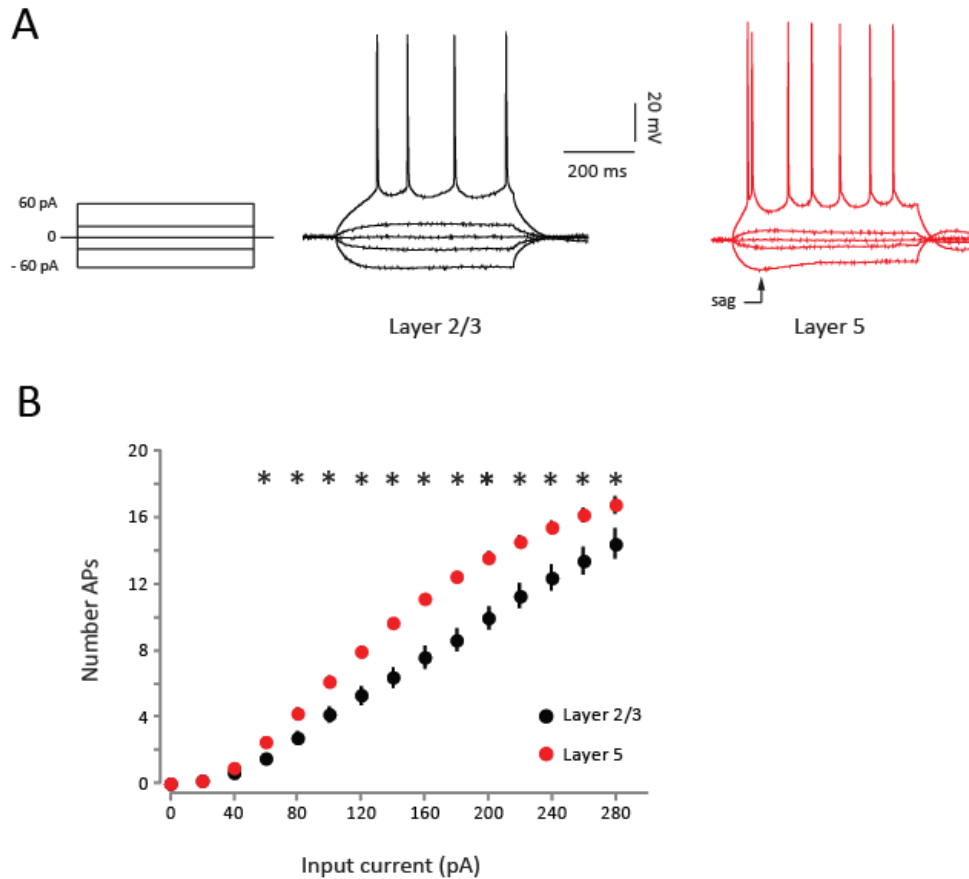 A
60 pA
0
- 60 pA
20 mV
200 ms
sag
Layer 2/3
Layer 5
B
20
16
12
8
4
0
Number APs
* * * * * * * * * * * *
Layer 2/3
Layer 5
0 40 80 120 160 200 240 280
Input current (pA)